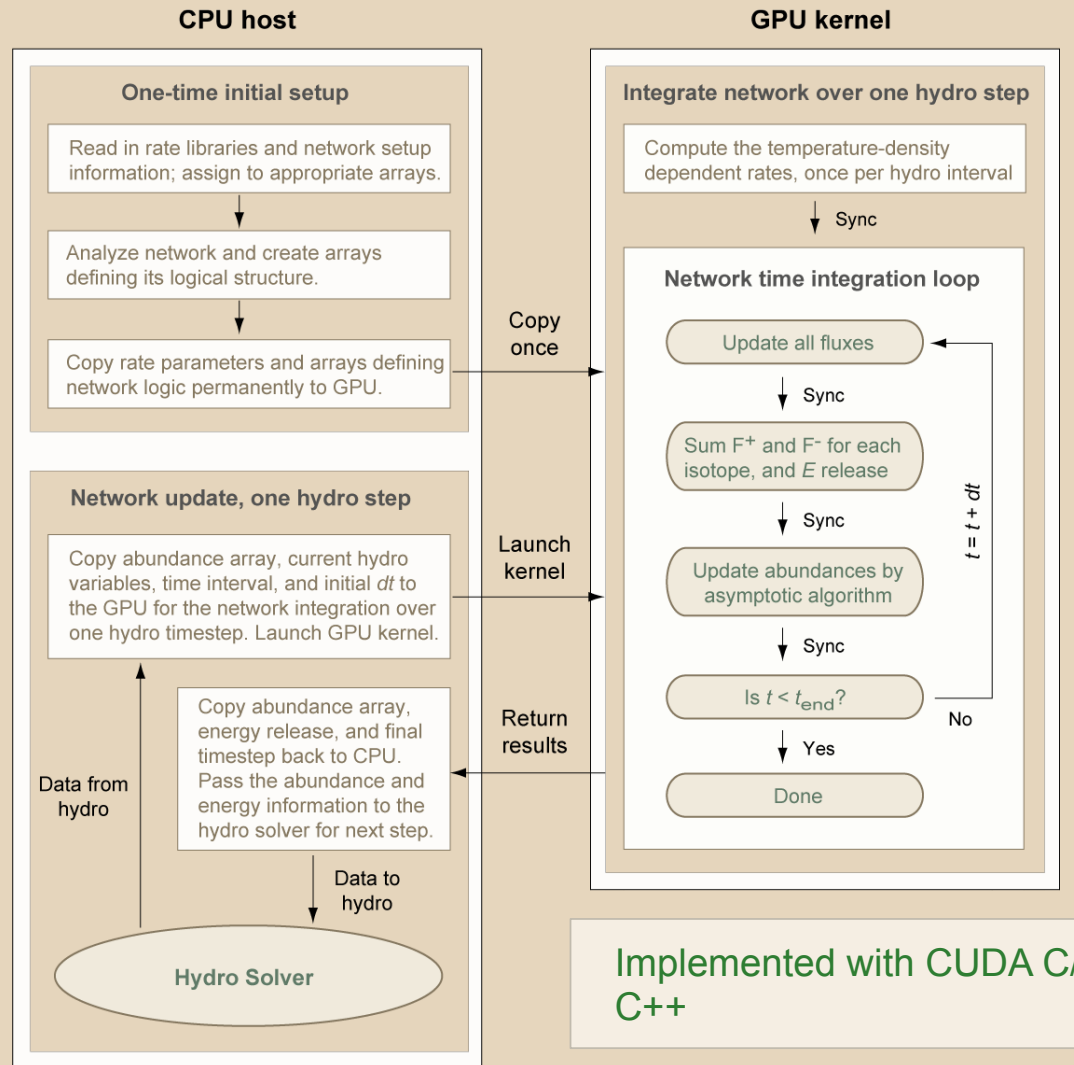 CPU host
One-time initial setup
Read in rate libraries and network setup
information; assign to appropriate arrays.
Analyze network and create arrays
defining its logical structure.
Copy rate parameters and arrays defining
network logic permanently to GPU.
Copy
once
Network update, one hydro step
Copy abundance array, current hydro
variables, time interval, and initial dt to
the GPU for the network integration over
one hydro timestep. Launch GPU kernel.
Launch
kernel
Copy abundance array,
energy release, and final
timestep back to CPU.
Pass the abundance and
energy information to the
hydro solver for next step.
Return
results
Data from
hydro
Data to
hydro
Hydro Solver
GPU kernel
Integrate network over one hydro step
Compute the temperature-density
dependent rates, once per hydro interval
Sync
Network time integration loop
Update all fluxes
Sync
Sum F⁺ and F⁻ for each
isotope, and E release
Sync
Update abundances by
asymptotic algorithm
Sync
Is t < t_end?
No
t = t + dt
Yes
Done
Implemented with CUDA C/
C++